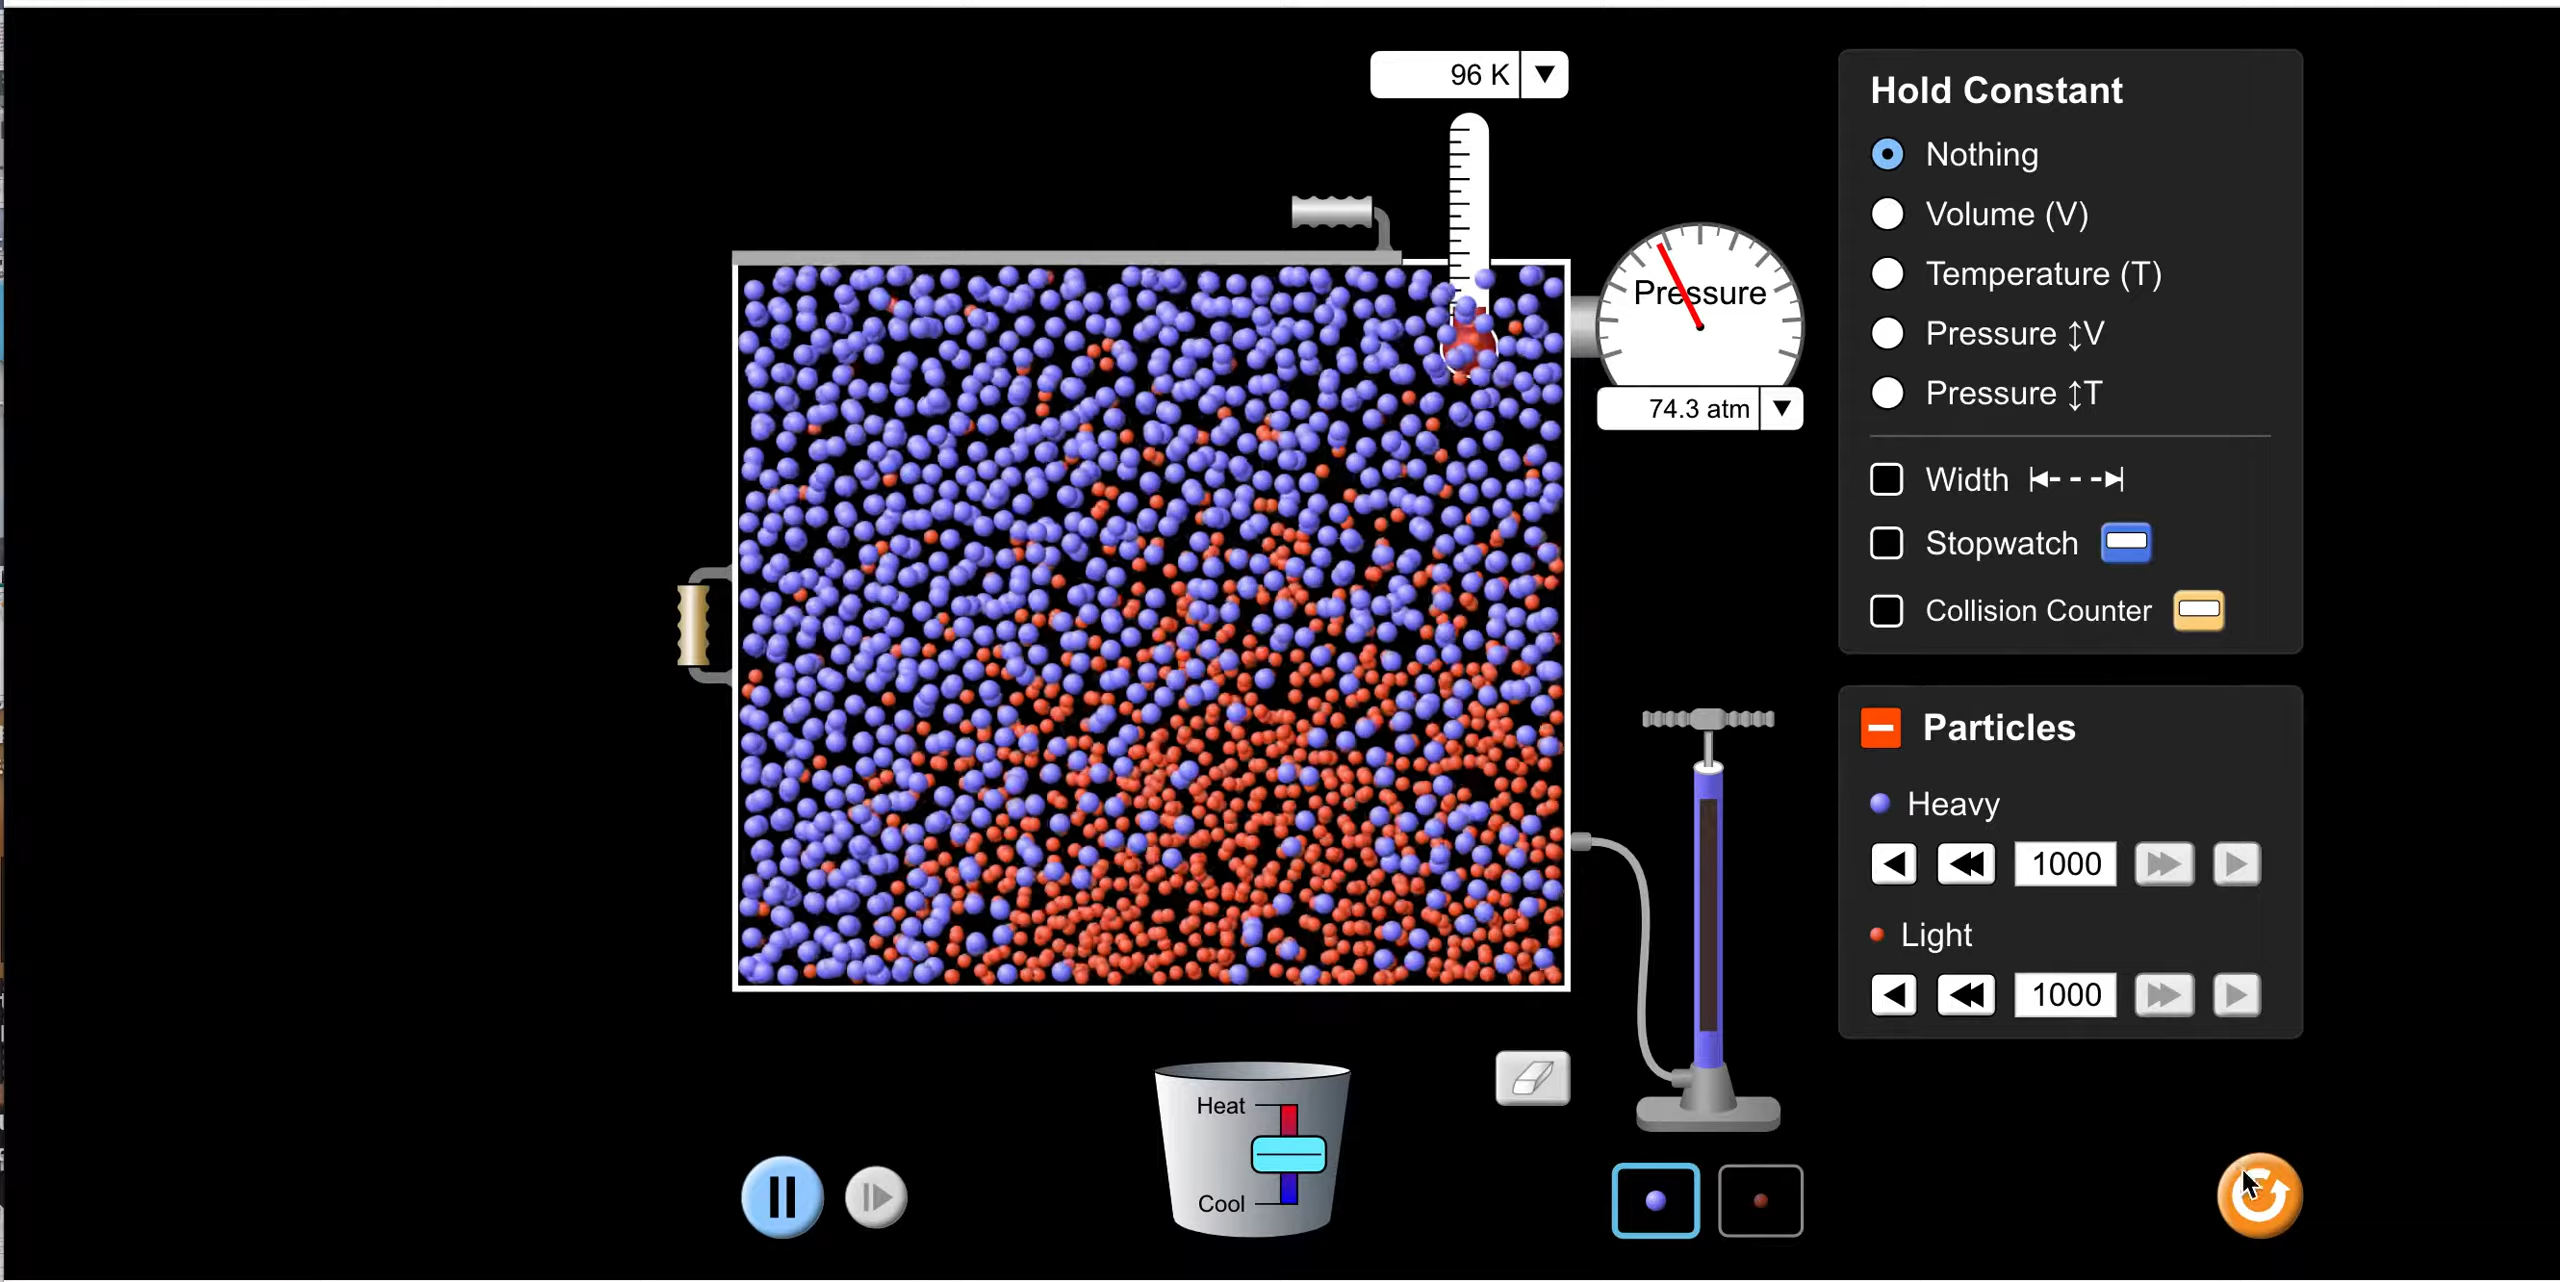 96 K
Pressure
74.3 atm
Hold Constant
Nothing
Volume (V)
Temperature (T)
Pressure ↕V
Pressure ↕T
Width
Stopwatch
Collision Counter
Particles
Heavy
1000
Light
1000
Heat
Cool